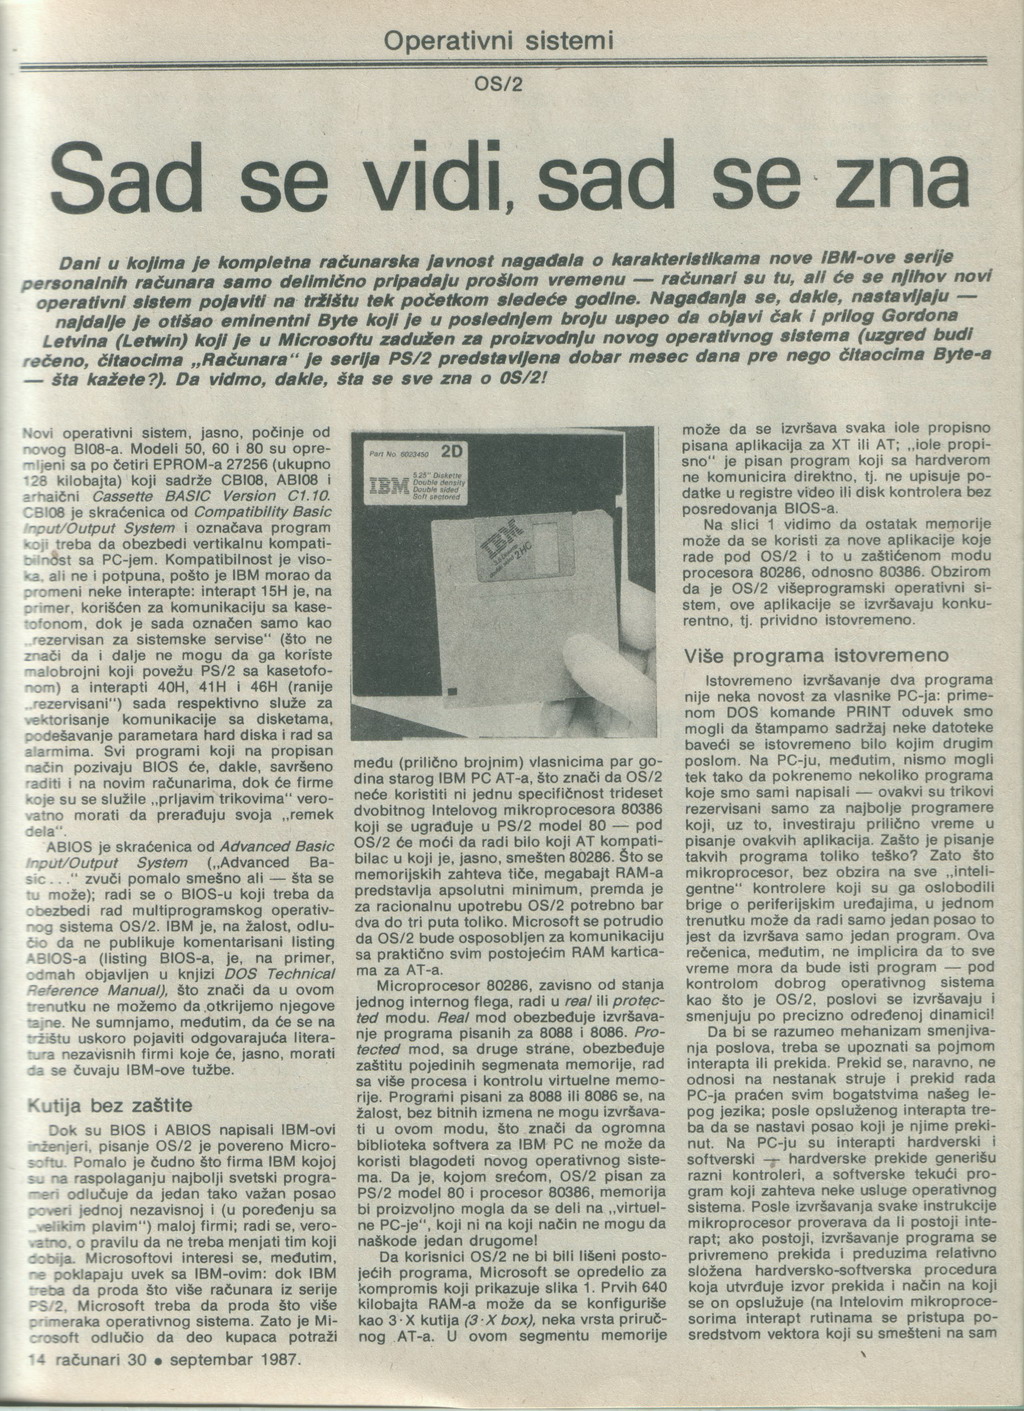 Operativni sistemi
OS/2
Sad se vidi, sad se zna
Dani u kojima je kompletna računarska javnost nagađala o karakteristikama nove IBM-ove serije
personalnih računara samo delimično pripadaju prošlom vremenu — računari su tu, ali će se njihov novi
operativni sistem pojaviti na tržištu tek početkom sledeće godine. Nagađanja se, dakle, nastavljaju —
najdalje je otišao eminentni Byte koji je u poslednjem broju uspeo da objavi čak i prilog Gordona
Letvina (Letwin) koji je u Microsoftu zadužen za proizvodnju novog operativnog sistema (uzgred budi
rečeno, čitaocima „Računara" je serija PS/2 predstavljena dobar mesec dana pre nego čitaocima Byte-a
— šta kažete?). Da vidmo, dakle, šta se sve zna o OS/2!
Novi operativni sistem, jasno, počinje od
novog BI08-a. Modeli 50, 60 i 80 su opre-
mljeni sa po četiri EPROM-a 27256 (ukupno
128 kilobajta) koji sadrže CBI08, ABI08 i
arhaični Cassette BASIC Version C1.10.
CBI08 je skraćenica od Compatibility Basic
Input/Output System i označava program
koji treba da obezbedi vertikalnu kompati-
bilnost sa PC-jem. Kompatibilnost je viso-
ka, ali ne i potpuna, pošto je IBM morao da
promeni neke interapte: interapt 15H je, na
primer, korišćen za komunikaciju sa kase-
tofonom, dok je sada označen samo kao
„rezervisan za sistemske servise" (što ne
znači da i dalje ne mogu da ga koriste
malobrojni koji povežu PS/2 sa kasetofo-
nom) a interapti 40H, 41H i 46H (ranije
„rezervisani") sada respektivno služe za
vektorisanje komunikacije sa disketama,
podešavanje parametara hard diska i rad sa
alarmima. Svi programi koji na propisan
način pozivaju BIOS će, dakle, savršeno
raditi i na novim računarima, dok će firme
koje su se služile „prljavim trikovima" vero-
vatno morati da prerađuju svoja „remek
dela".
ABIOS je skraćenica od Advanced Basic
Input/Output System („Advanced Ba-
sic..." zvuči pomalo smešno ali — šta se
tu može); radi se o BIOS-u koji treba da
obezbedi rad multiprogramskog operativ-
nog sistema OS/2. IBM je, na žalost, odlu-
čio da ne publikuje komentarisani listing
ABIOS-a (listing BIOS-a, je, na primer,
odmah objavljen u knjizi DOS Technical
Reference Manual), što znači da u ovom
trenutku ne možemo da otkrijemo njegove
tajne. Ne sumnjamo, međutim, da će se na
tržištu uskoro pojaviti odgovarajuća litera-
tura nezavisnih firmi koje će, jasno, morati
da se čuvaju IBM-ove tužbe.
Kutija bez zaštite
Dok su BIOS i ABIOS napisali IBM-ovi
inženjeri, pisanje OS/2 je povereno Micro-
softu. Pomalo je čudno što firma IBM kojoj
su na raspolaganju najbolji svetski progra-
meri odlučuje da jedan tako važan posao
poveri jednoj nezavisnoj i (u poređenju sa
„velikim plavim") maloj firmi; radi se, vero-
vatno, o pravilu da ne treba menjati tim koji
dobija. Microsoftovi interesi se, međutim,
ne poklapaju uvek sa IBM-ovim: dok IBM
treba da proda što više računara iz serije
PS/2, Microsoft treba da proda što više
primeraka operativnog sistema. Zato je Mi-
crosoft odlučio da deo kupaca potraži
Part No. 6023450 2D
IBM
5.25" Diskette
Double density
Double sided
Soft sectored
IBM
2HC
među (prilično brojnim) vlasnicima par go-
dina starog IBM PC AT-a, što znači da OS/2
neće koristiti ni jednu specifičnost trideset
dvobitnog Intelovog mikroprocesora 80386
koji se ugrađuje u PS/2 model 80 — pod
OS/2 će moći da radi bilo koji AT kompati-
bilac u koji je, jasno, smešten 80286. Što se
memorijskih zahteva tiče, megabajt RAM-a
predstavlja apsolutni minimum, premda je
za racionalnu upotrebu OS/2 potrebno bar
dva do tri puta toliko. Microsoft se potrudio
da OS/2 bude osposobljen za komunikaciju
sa praktično svim postojećim RAM kartica-
ma za AT-a.
Microprocesor 80286, zavisno od stanja
jednog internog flega, radi u real ili protec-
ted modu. Real mod obezbeđuje izvršava-
nje programa pisanih za 8088 i 8086. Pro-
tected mod, sa druge strane, obezbeđuje
zaštitu pojedinih segmenata memorije, rad
sa više procesa i kontrolu virtuelne memo-
rije. Programi pisani za 8088 ili 8086 se, na
žalost, bez bitnih izmena ne mogu izvršava-
ti u ovom modu, što znači da ogromna
biblioteka softvera za IBM PC ne može da
koristi blagodeti novog operativnog siste-
ma. Da je, kojom srećom, OS/2 pisan za
PS/2 model 80 i procesor 80386, memorija
bi proizvoljno mogla da se deli na „virtuel-
ne PC-je", koji ni na koji način ne mogu da
naškode jedan drugome!
Da korisnici OS/2 ne bi bili lišeni posto-
jećih programa, Microsoft se opredelio za
kompromis koji prikazuje slika 1. Prvih 640
kilobajta RAM-a može da se konfiguriše
kao 3·X kutija (3·X box), neka vrsta priruč-
nog AT-a. U ovom segmentu memorije
može da se izvršava svaka iole propisno
pisana aplikacija za XT ili AT; „iole propi-
sno" je pisan program koji sa hardverom
ne komunicira direktno, tj. ne upisuje po-
datke u registre video ili disk kontrolera bez
posredovanja BIOS-a.
Na slici 1 vidimo da ostatak memorije
može da se koristi za nove aplikacije koje
rade pod OS/2 i to u zaštićenom modu
procesora 80286, odnosno 80386. Obzirom
da je OS/2 višeprogramski operativni si-
stem, ove aplikacije se izvršavaju konku-
rentno, tj. prividno istovremeno.
Više programa istovremeno
Istovremeno izvršavanje dva programa
nije neka novost za vlasnike PC-ja: prime-
nom DOS komande PRINT oduvek smo
mogli da štampamo sadržaj neke datoteke
baveći se istovremeno bilo kojim drugim
poslom. Na PC-ju, međutim, nismo mogli
tek tako da pokrenemo nekoliko programa
koje smo sami napisali — ovakvi su trikovi
rezervisani samo za najbolje programere
koji, uz to, investiraju prilično vreme u
pisanje ovakvih aplikacija. Zašto je pisanje
takvih programa toliko teško? Zato što
mikroprocesor, bez obzira na sve „inteli-
gentne" kontrolere koji su ga oslobodili
brige o periferijskim uređajima, u jednom
trenutku može da radi samo jedan posao to
jest da izvršava samo jedan program. Ova
rečenica, međutim, ne implicira da to sve
vreme mora da bude isti program — pod
kontrolom dobrog operativnog sistema
kao što je OS/2, poslovi se izvršavaju i
smenjuju po precizno određenoj dinamici!
Da bi se razumeo mehanizam smenjiva-
nja poslova, treba se upoznati sa pojmom
interapta ili prekida. Prekid se, naravno, ne
odnosi na nestanak struje i prekid rada
PC-ja praćen svim bogatstvima našeg le-
pog jezika; posle opsluženog interapta tre-
ba da se nastavi posao koji je njime preki-
nut. Na PC-ju su interapti hardverski i
softverski — hardverske prekide generišu
razni kontroleri, a softverske tekući pro-
gram koji zahteva neke usluge operativnog
sistema. Posle izvršavanja svake instrukcije
mikroprocesor proverava da li postoji inte-
rapt; ako postoji, izvršavanje programa se
privremeno prekida i preduzima relativno
složena hardversko-softverska procedura
koja utvrđuje izvor prekida i način na koji
se on opslužuje (na Intelovim mikroproce-
sorima interapt rutinama se pristupa po-
sredstvom vektora koji su smešteni na sam
14 računari 30 • septembar 1987.